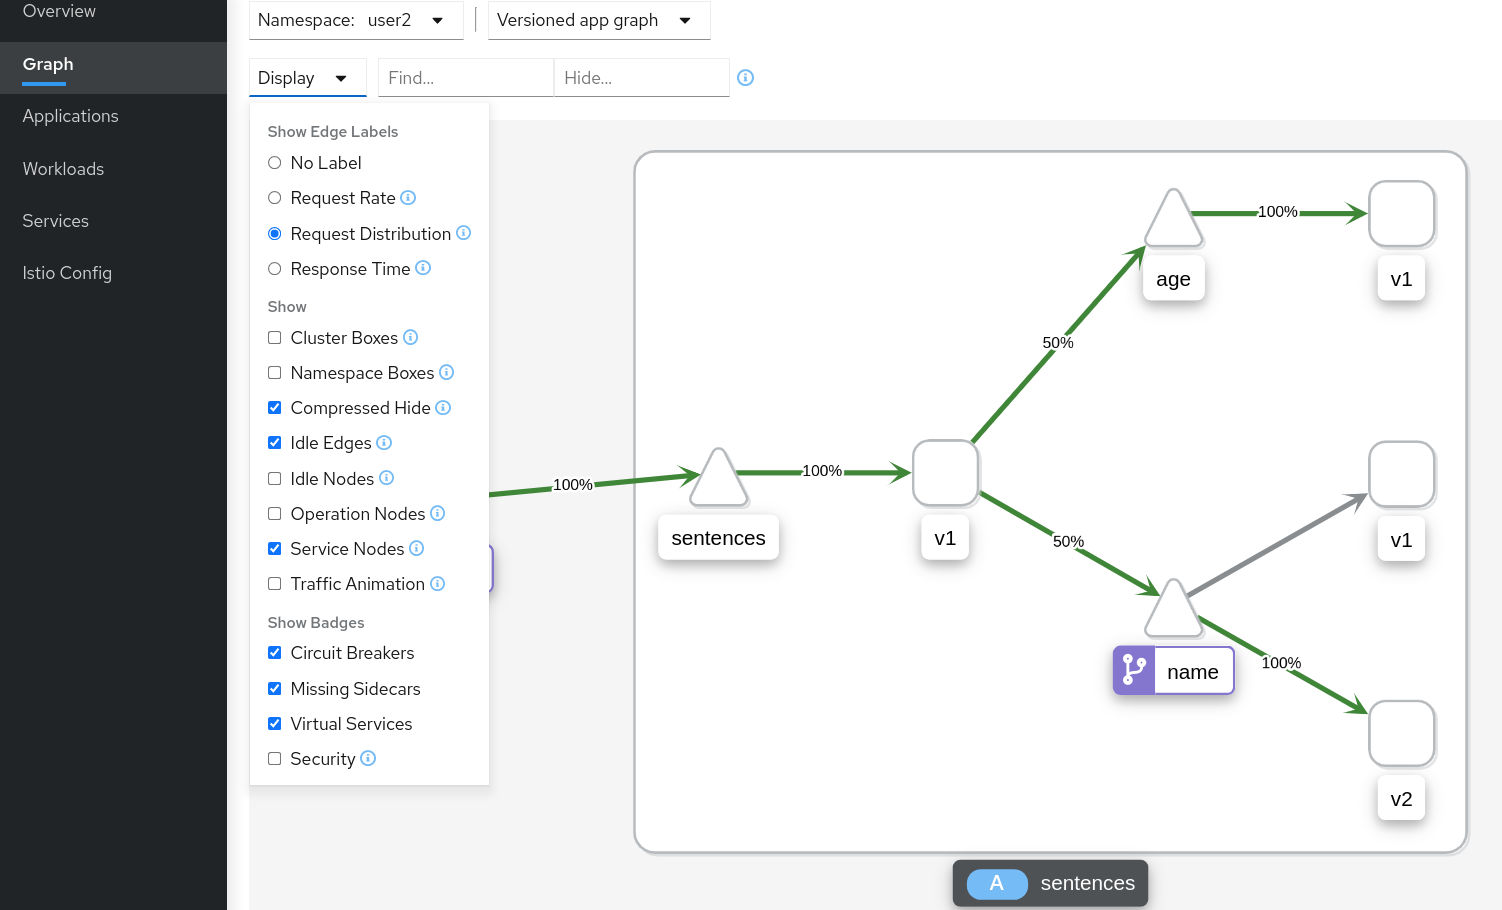 Overview
Graph
Applications
Workloads
Services
Istio Config
Namespace: user2
Versioned app graph
Display
Find...
Hide...
Show Edge Labels
No Label
Request Rate
Request Distribution
Response Time
Show
Cluster Boxes
Namespace Boxes
Compressed Hide
Idle Edges
Idle Nodes
Operation Nodes
Service Nodes
Traffic Animation
Show Badges
Circuit Breakers
Missing Sidecars
Virtual Services
Security
100%
sentences
100%
v1
50%
age
100%
v1
50%
name
v1
100%
v2
A sentences